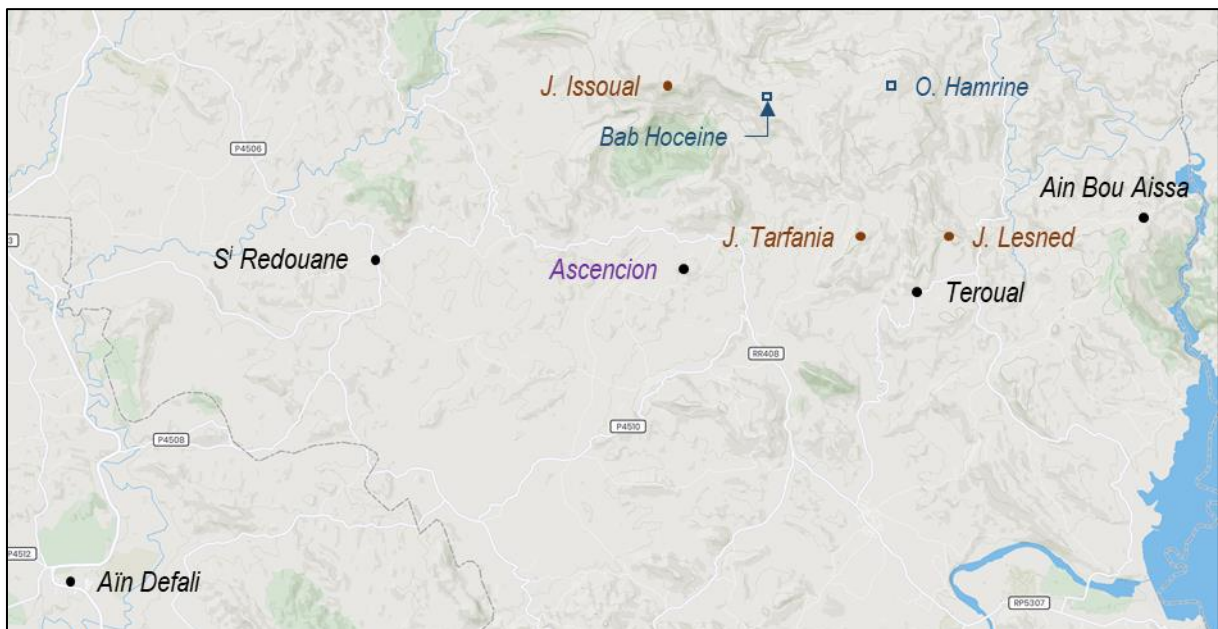 J. Issoual
O. Hamrine
Bab Hoceine
P4506
Ain Bou Aissa
3
J. Tarfania
J. Lesned
Sⁱ Redouane
Ascencion
Teroual
RR408
P4510
P4508
P4512
Aïn Defali
RP5307